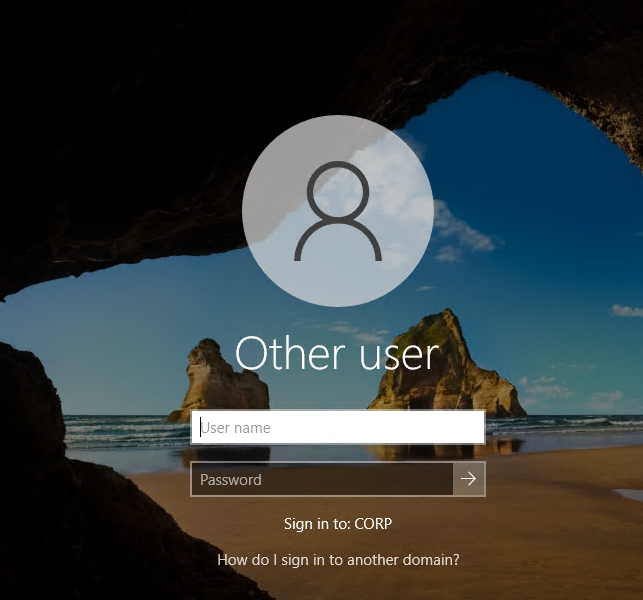 Other user
User name
Password
Sign in to: CORP
How do I sign in to another domain?